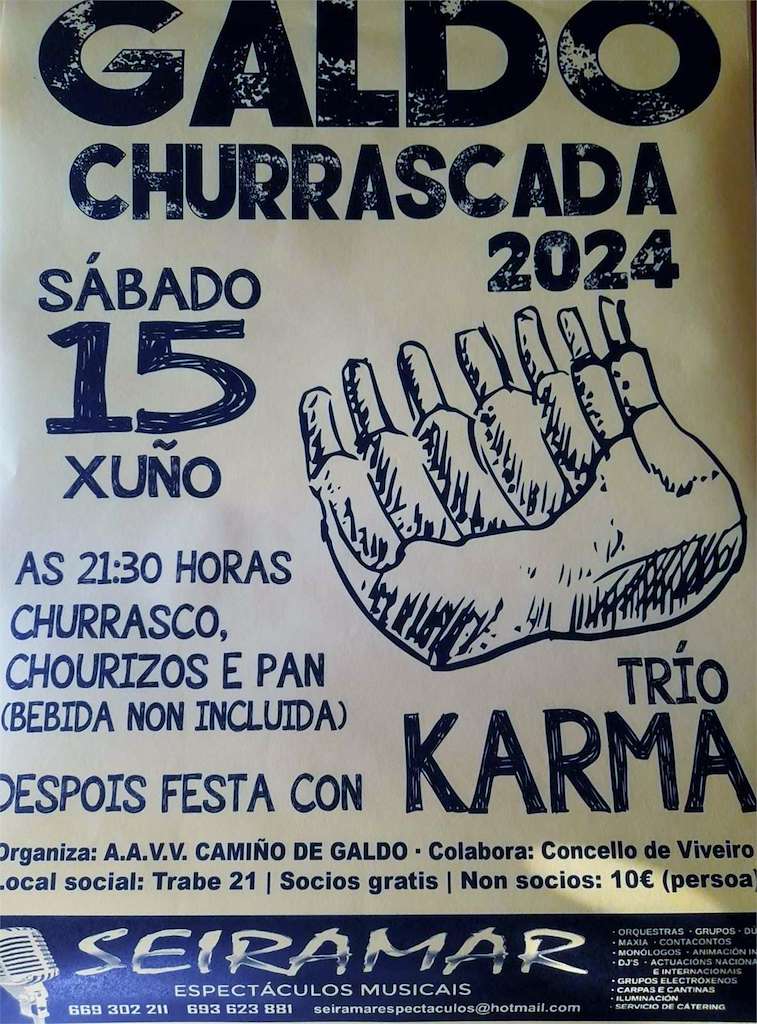 GALDO
CHURRASCADA
2024
SÁBADO
15
XUÑO
AS 21:30 HORAS
CHURRASCO,
CHOURIZOS E PAN
(BEBIDA NON INCLUIDA)
DESPOIS FESTA CON
TRÍO
KARMA
Organiza: A.A.V.V. CAMIÑO DE GALDO · Colabora: Concello de Viveiro
Local social: Trabe 21 | Socios gratis | Non socios: 10€ (persoa)
SEIRAMAR
ESPECTÁCULOS MUSICAIS
669 302 211 693 623 881 seiramarespectaculos@hotmail.com
· ORQUESTRAS · GRUPOS · DÚ
· MAXIA · CONTACONTOS
· MONÓLOGOS · ANIMACIÓN IN
· DJ'S · ACTUACIÓNS NACIONA
E INTERNACIONAIS
· GRUPOS ELECTRÓXENOS
· CARPAS E CANTINAS
· ILUMINACIÓN
· SERVICIO DE CÁTERING